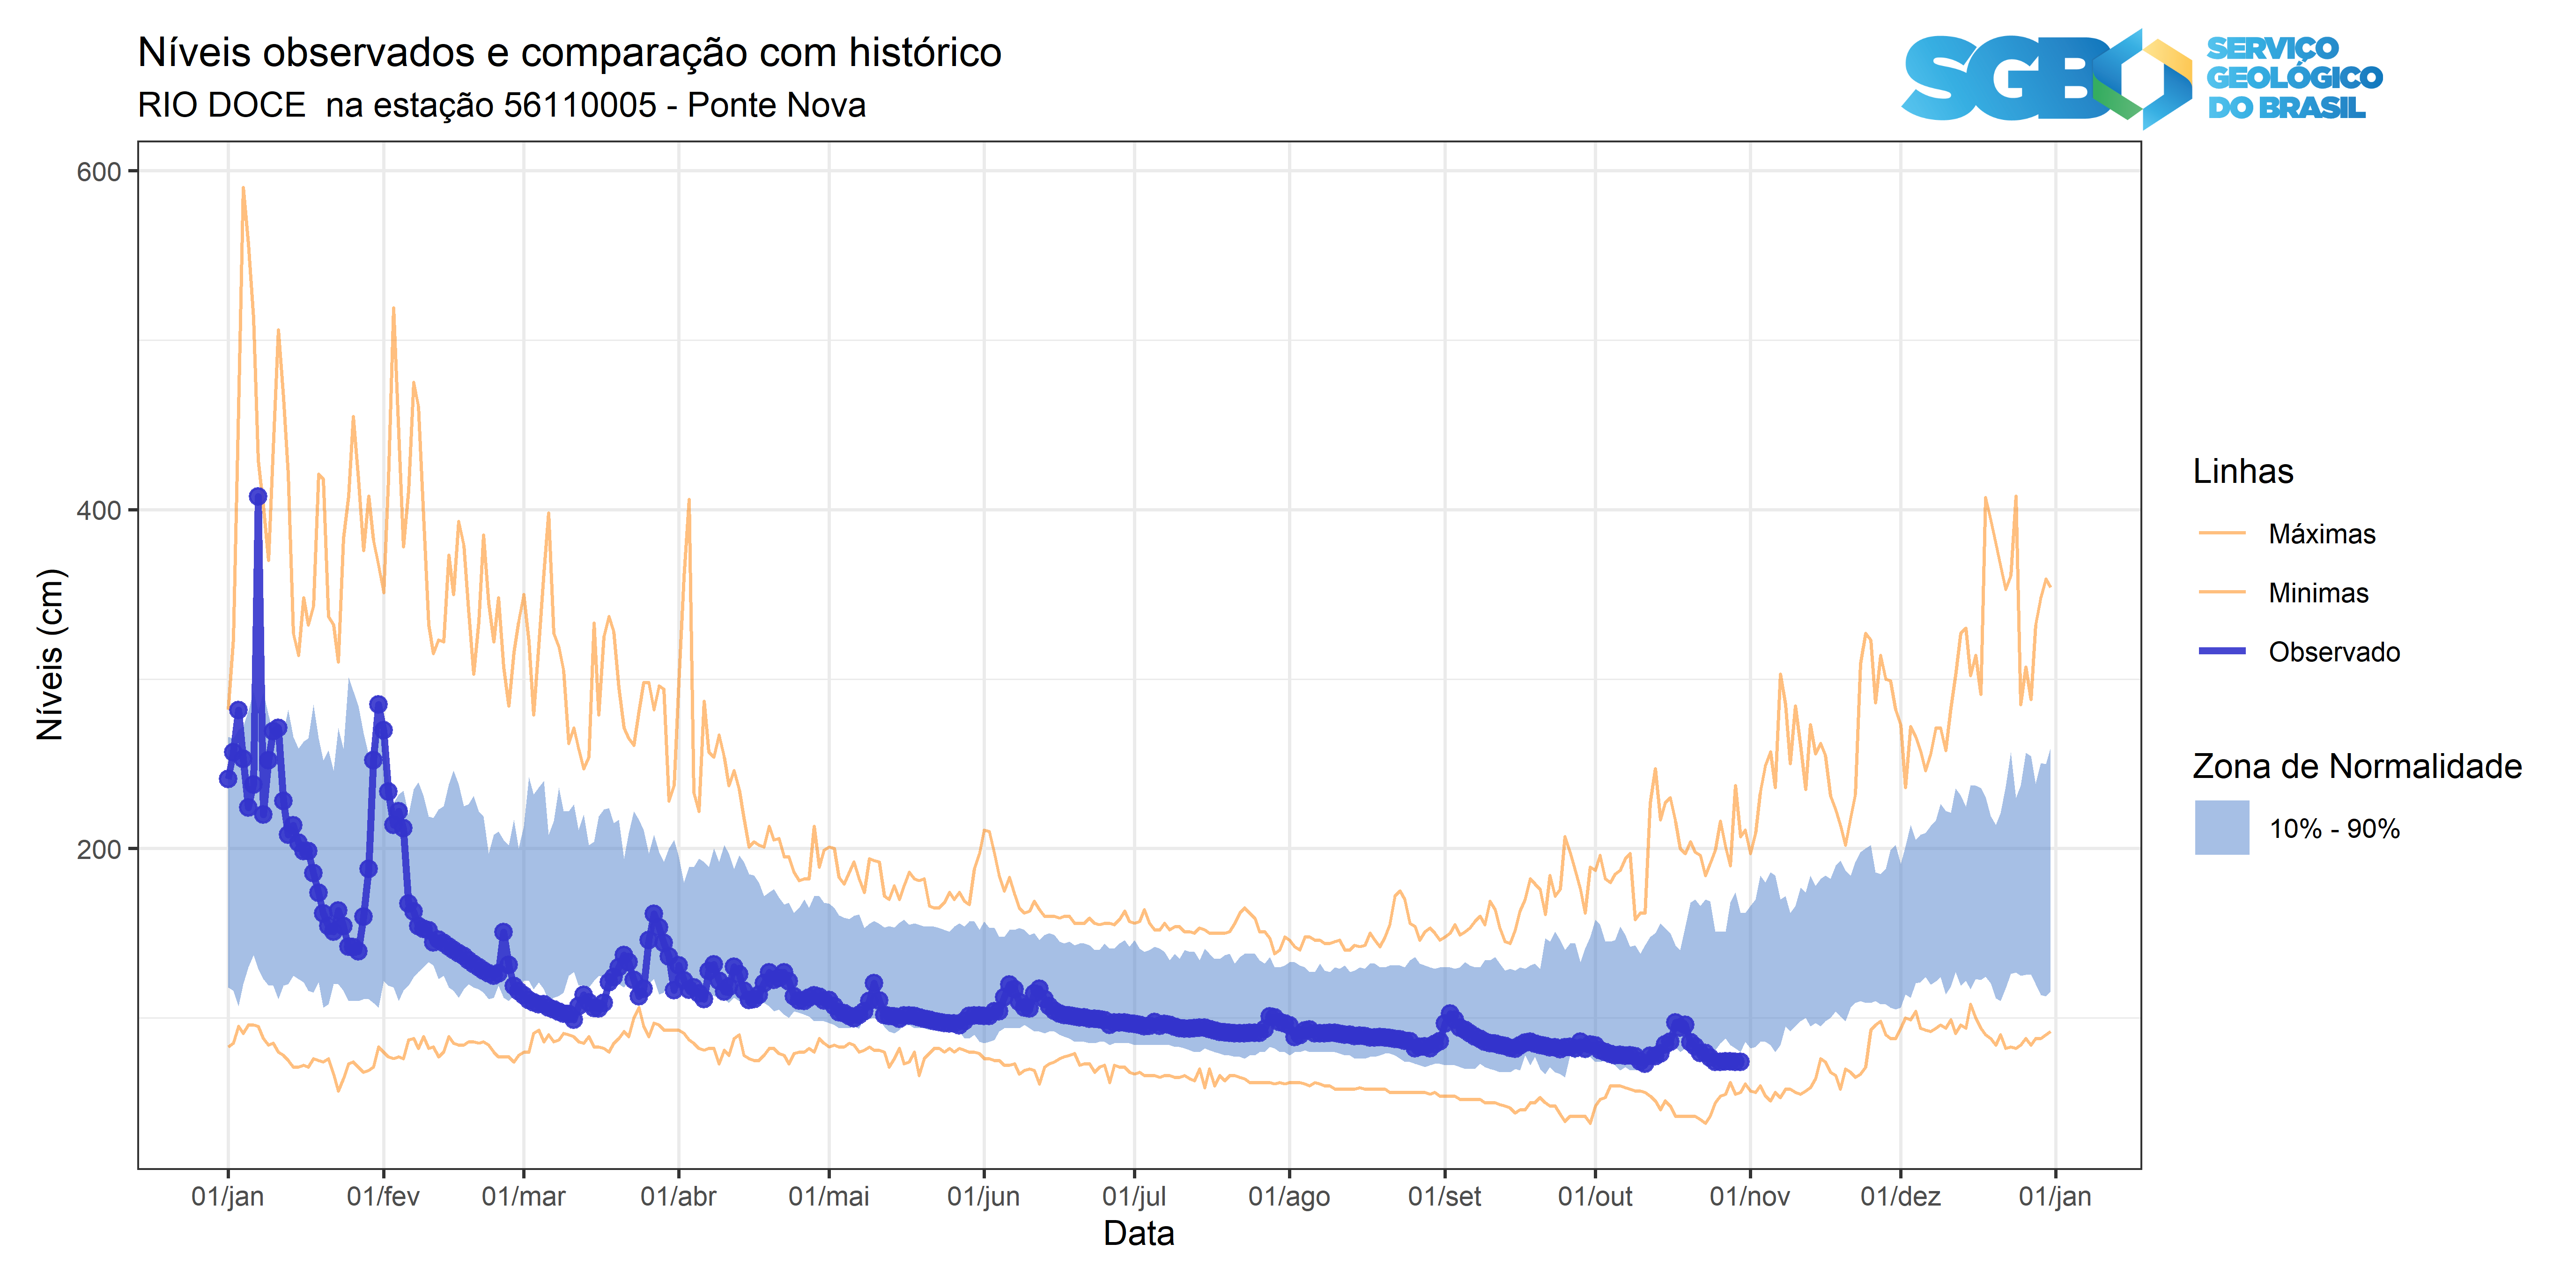 Níveis observados e comparação com histórico
RIO DOCE  na estação 56110005 - Ponte Nova
SGB
SERVIÇO
GEOLÓGICO
DO BRASIL
Níveis (cm)
600
400
200
01/jan
01/fev
01/mar
01/abr
01/mai
01/jun
01/jul
01/ago
01/set
01/out
01/nov
01/dez
01/jan
Data
Linhas
Máximas
Minimas
Observado
Zona de Normalidade
10% - 90%